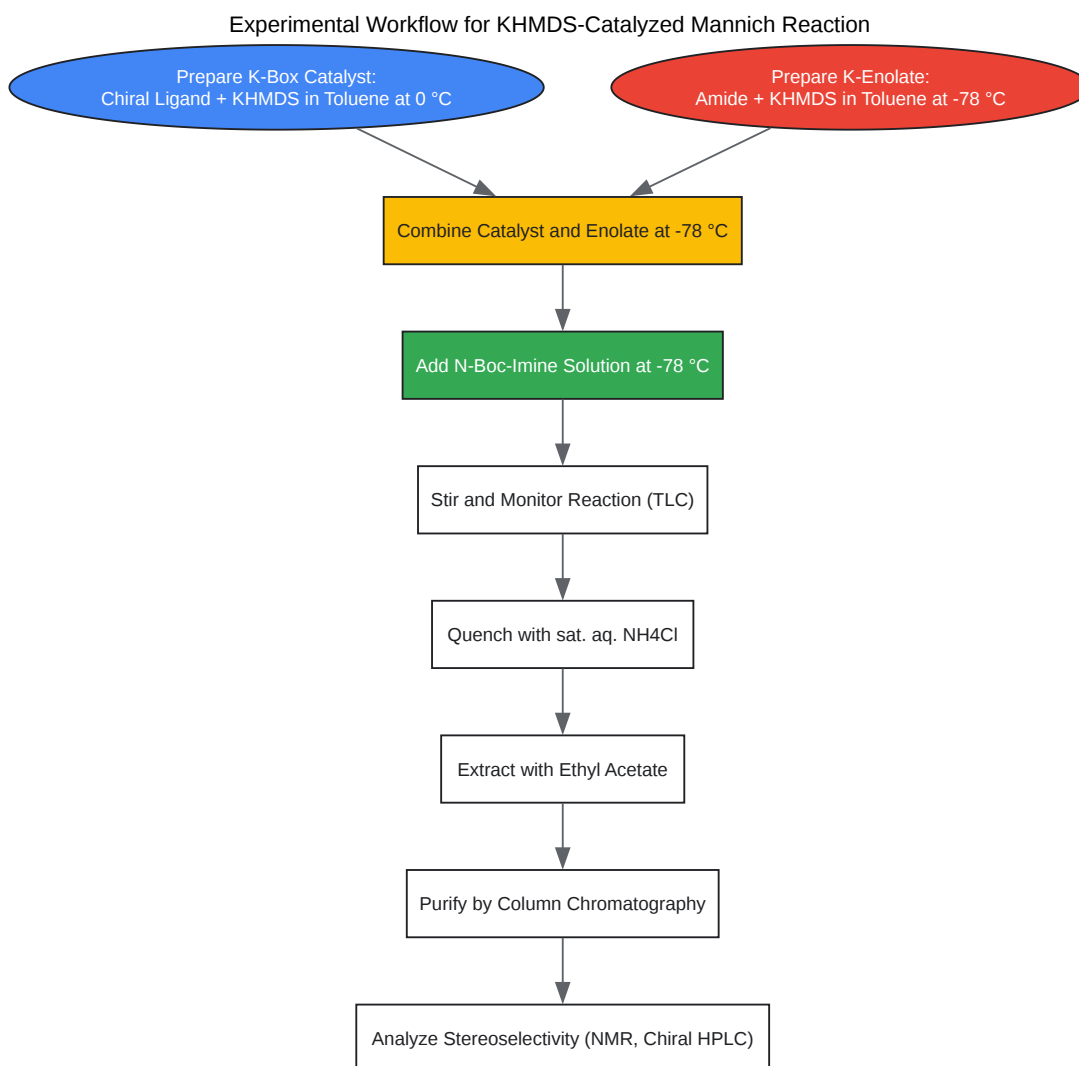 Experimental Workflow for KHMDS-Catalyzed Mannich Reaction
Prepare K-Box Catalyst:
Chiral Ligand + KHMDS in Toluene at 0 °C
Prepare K-Enolate:
Amide + KHMDS in Toluene at -78 °C
Combine Catalyst and Enolate at -78 °C
Add N-Boc-Imine Solution at -78 °C
Stir and Monitor Reaction (TLC)
Quench with sat. aq. NH4Cl
Extract with Ethyl Acetate
Purify by Column Chromatography
Analyze Stereoselectivity (NMR, Chiral HPLC)